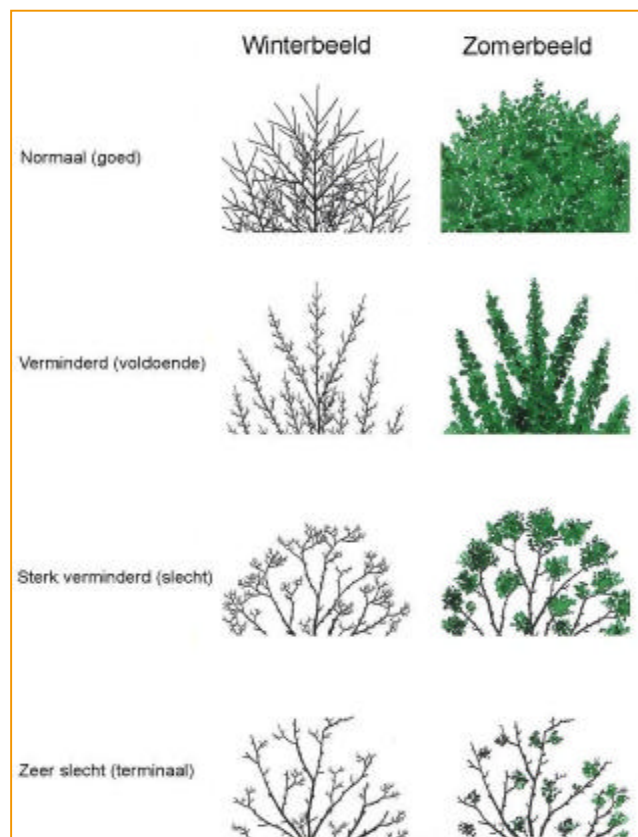 Winterbeeld Zomerbeeld
Normaal (goed)
Verminderd (voldoende)
Sterk verminderd (slecht)
Zeer slecht (terminaal)